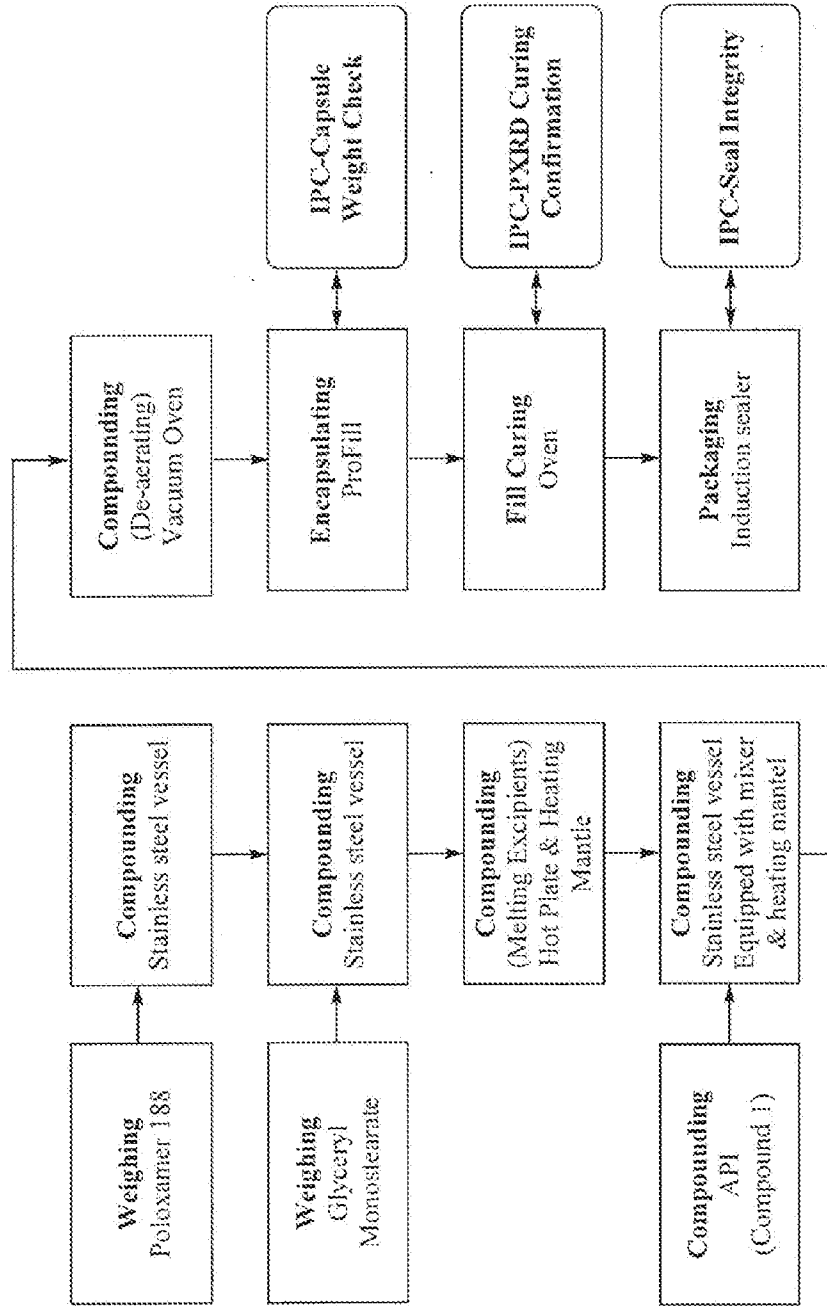 Weighing
Poloxamer 188
Compounding
Stainless steel vessel
Weighing
Glyceryl
Monostearate
Compounding
Stainless steel vessel
Compounding
(Melting Excipients)
Hot Plate & Heating
Mantle
Compounding
API
(Compound 1)
Compounding
Stainless steel vessel
Equipped with mixer
& heating mantel
Compounding
(De-aerating)
Vacuum Oven
Encapsulating
ProFill
IPC-Capsule
Weight Check
Fill Curing
Oven
IPC-PXRD Curing
Confirmation
Packaging
Induction sealer
IPC-Seal Integrity